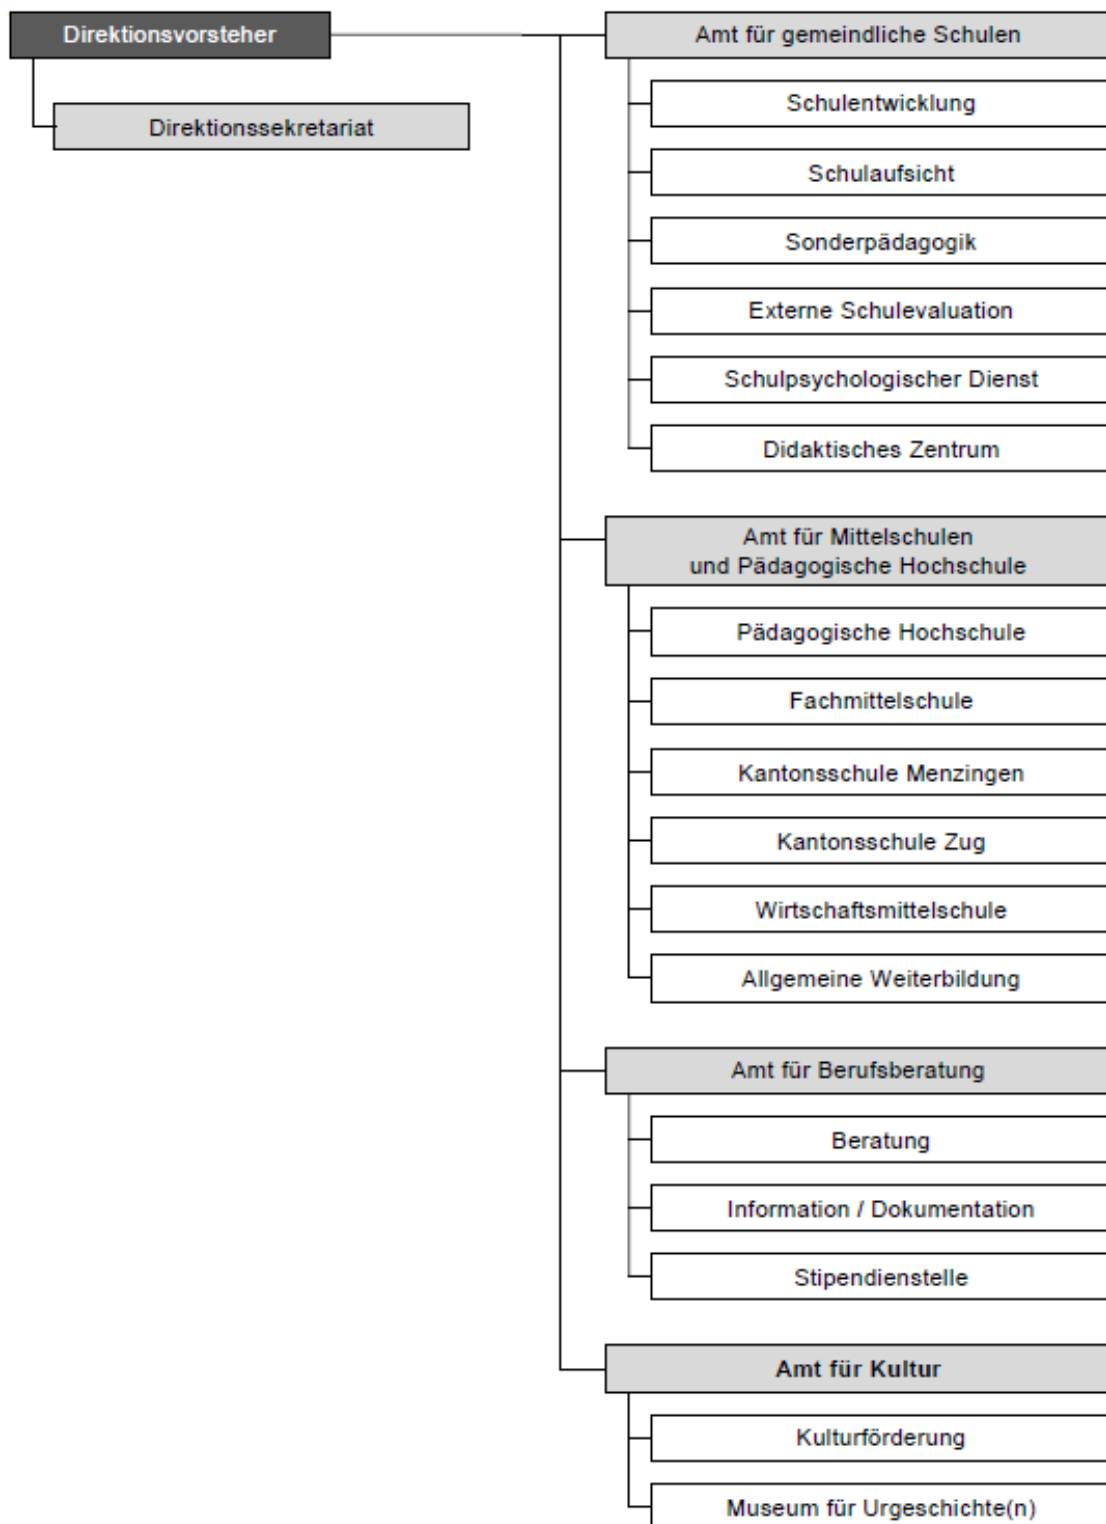 Direktionsvorsteher
Direktionssekretariat
Amt für gemeindliche Schulen
Schulentwicklung
Schulaufsicht
Sonderpädagogik
Externe Schulevaluation
Schulpsychologischer Dienst
Didaktisches Zentrum
Amt für Mittelschulen
und Pädagogische Hochschule
Pädagogische Hochschule
Fachmittelschule
Kantonsschule Menzingen
Kantonsschule Zug
Wirtschaftsmittelschule
Allgemeine Weiterbildung
Amt für Berufsberatung
Beratung
Information / Dokumentation
Stipendienstelle
Amt für Kultur
Kulturförderung
Museum für Urgeschichte(n)